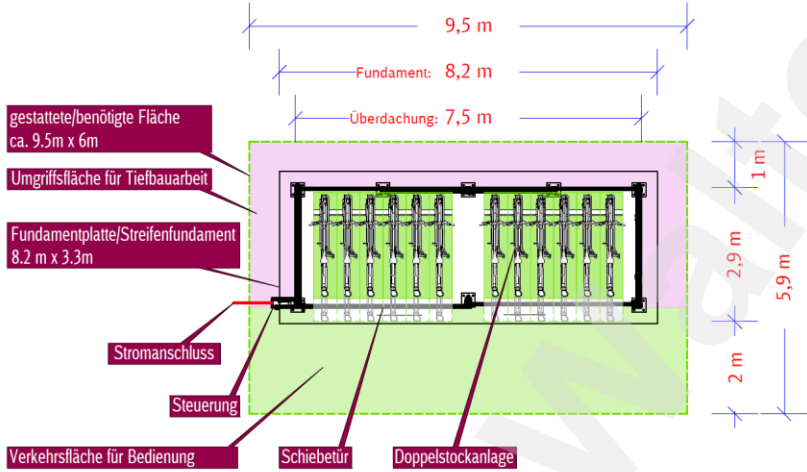 9,5 m
Fundament: 8,2 m
Überdachung: 7,5 m
gestattete/benötigte Fläche
ca. 9.5m x 6m
Umgriffsfläche für Tiefbauarbeit
Fundamentplatte/Streifenfundament
8.2 m x 3.3m
Stromanschluss
Steuerung
Verkehrsfläche für Bedienung
Schiebetür
Doppelstockanlage
1 m
2,9 m
2 m
5,9 m